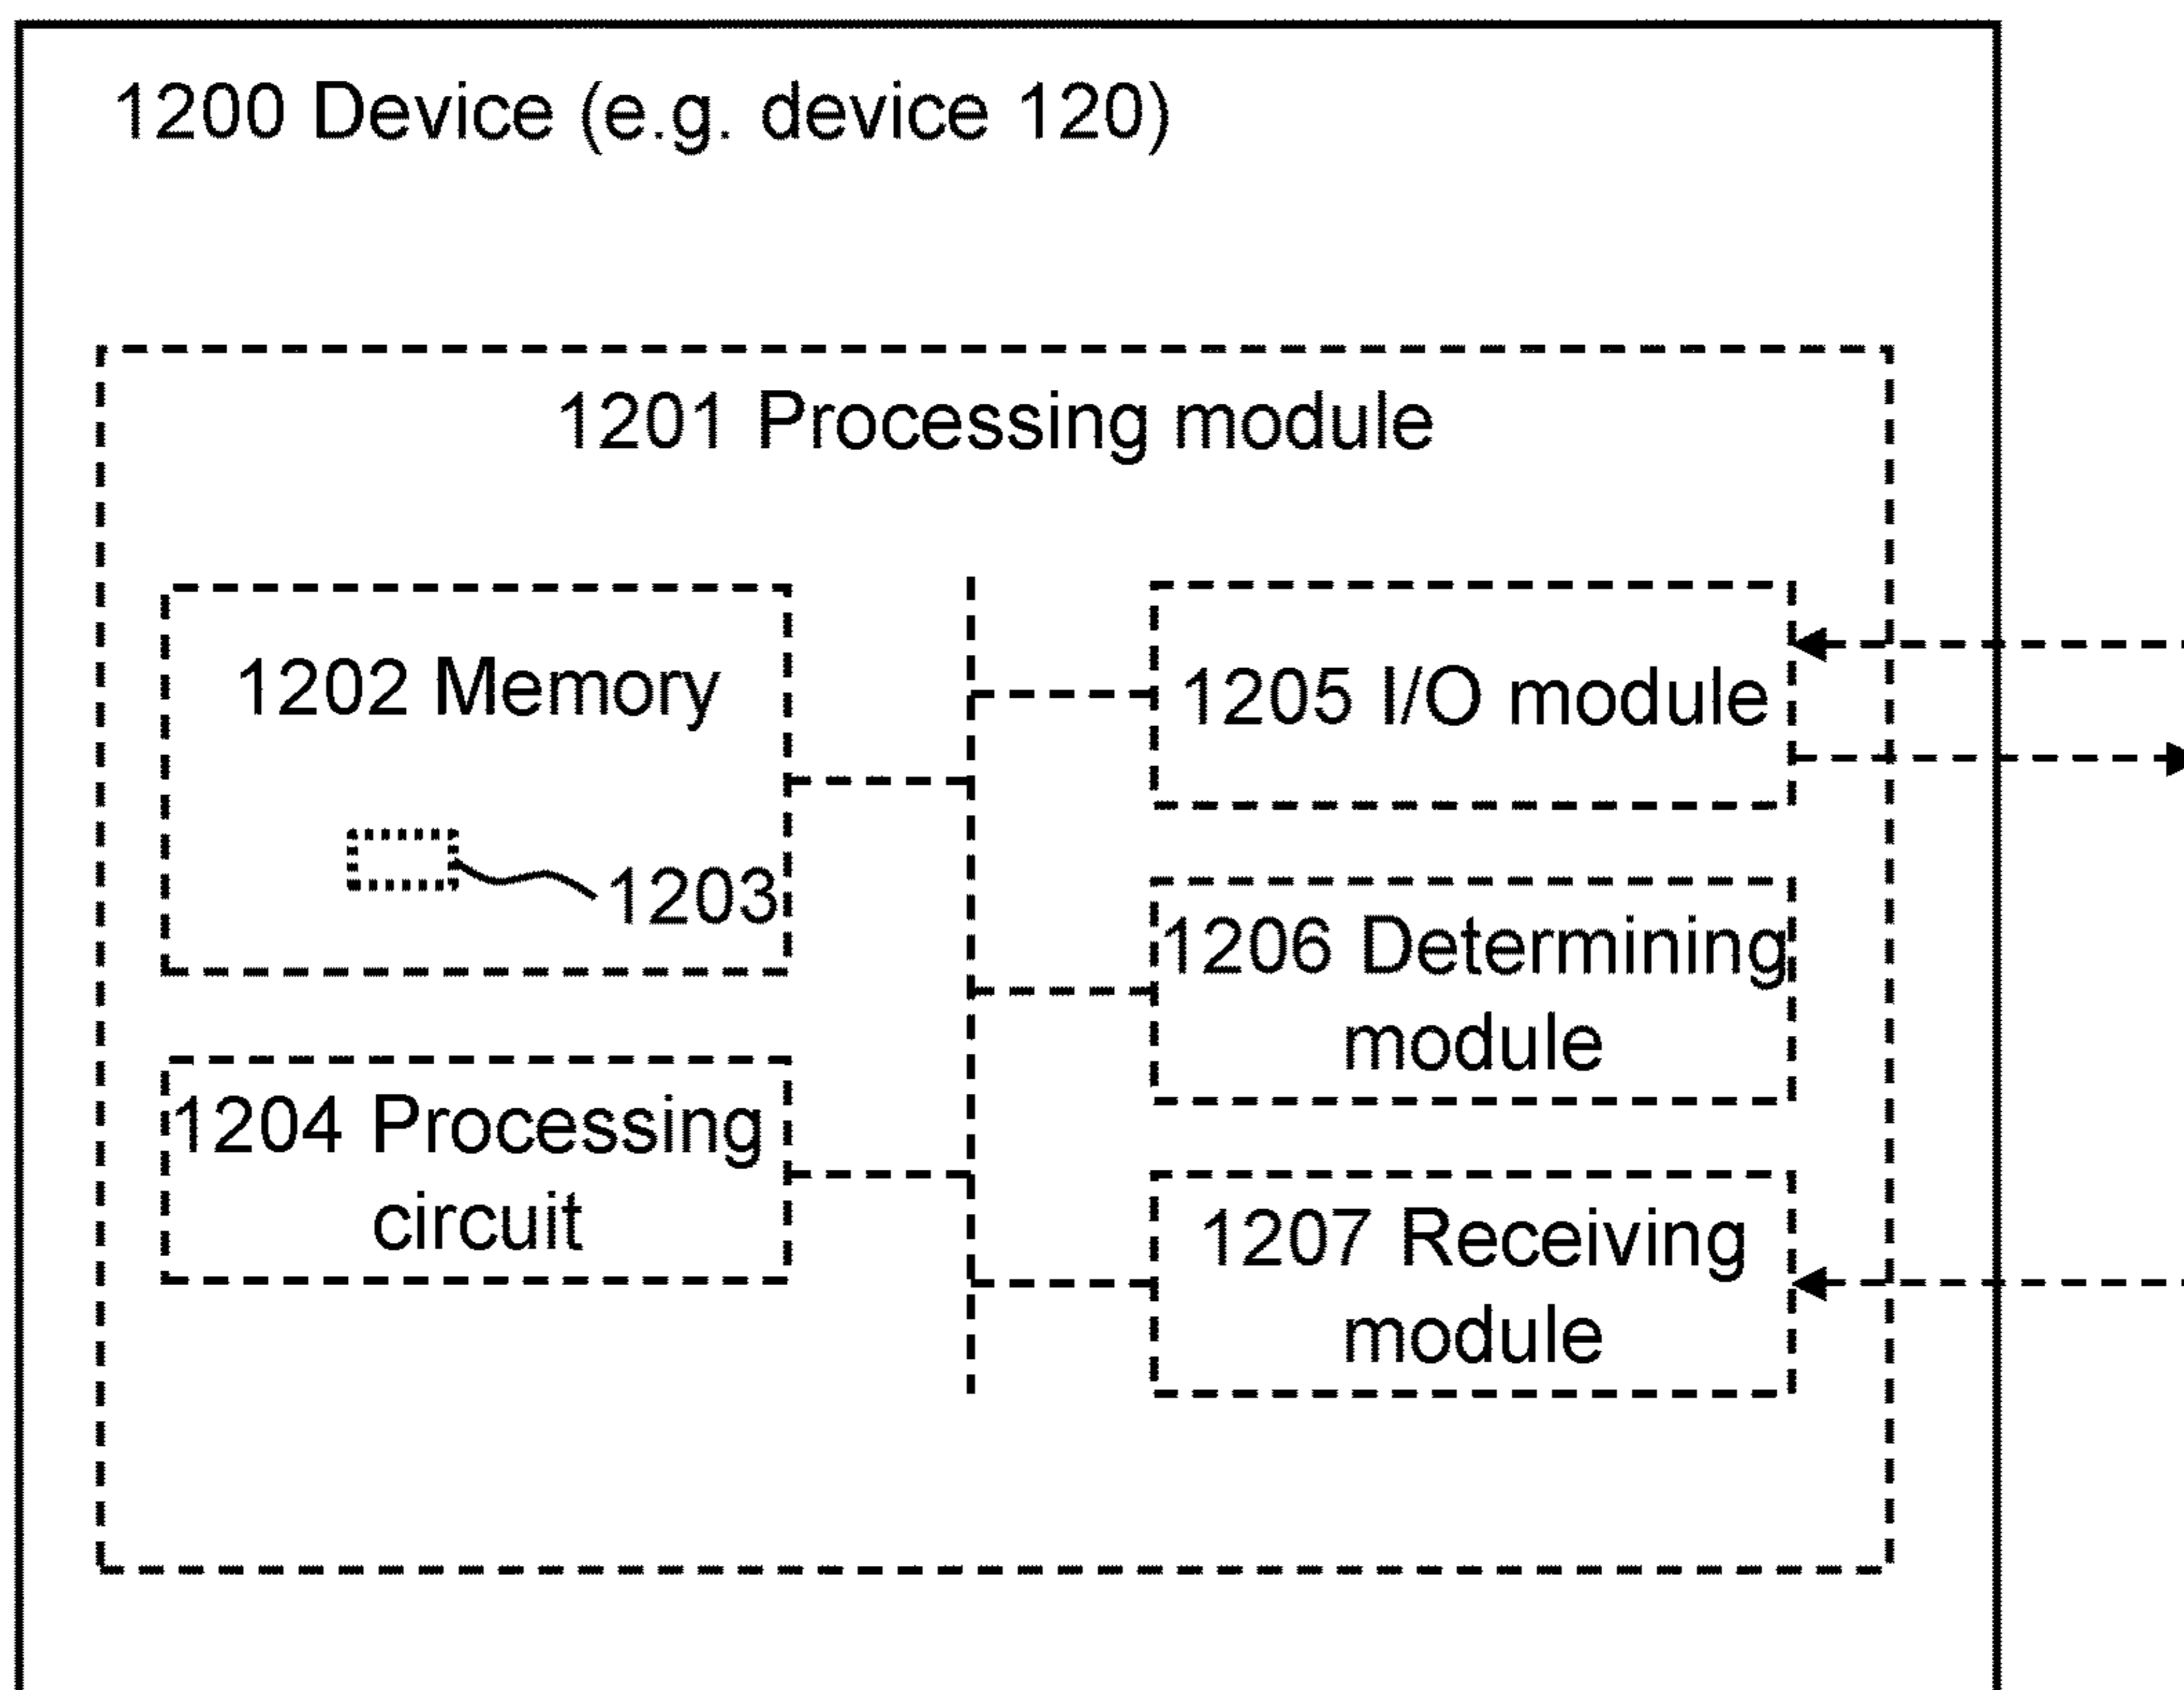 1200 Device (e.g. device 120)
1201 Processing module
1202 Memory
1203
1204 Processing
circuit
1205 I/O module
1206 Determining
module
1207 Receiving
module